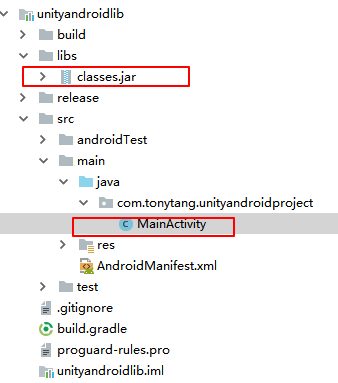 unityandroidlib
build
libs
classes.jar
release
src
androidTest
main
java
com.tonytang.unityandroidproject
MainActivity
res
AndroidManifest.xml
test
.gitignore
build.gradle
proguard-rules.pro
unityandroidlib.iml